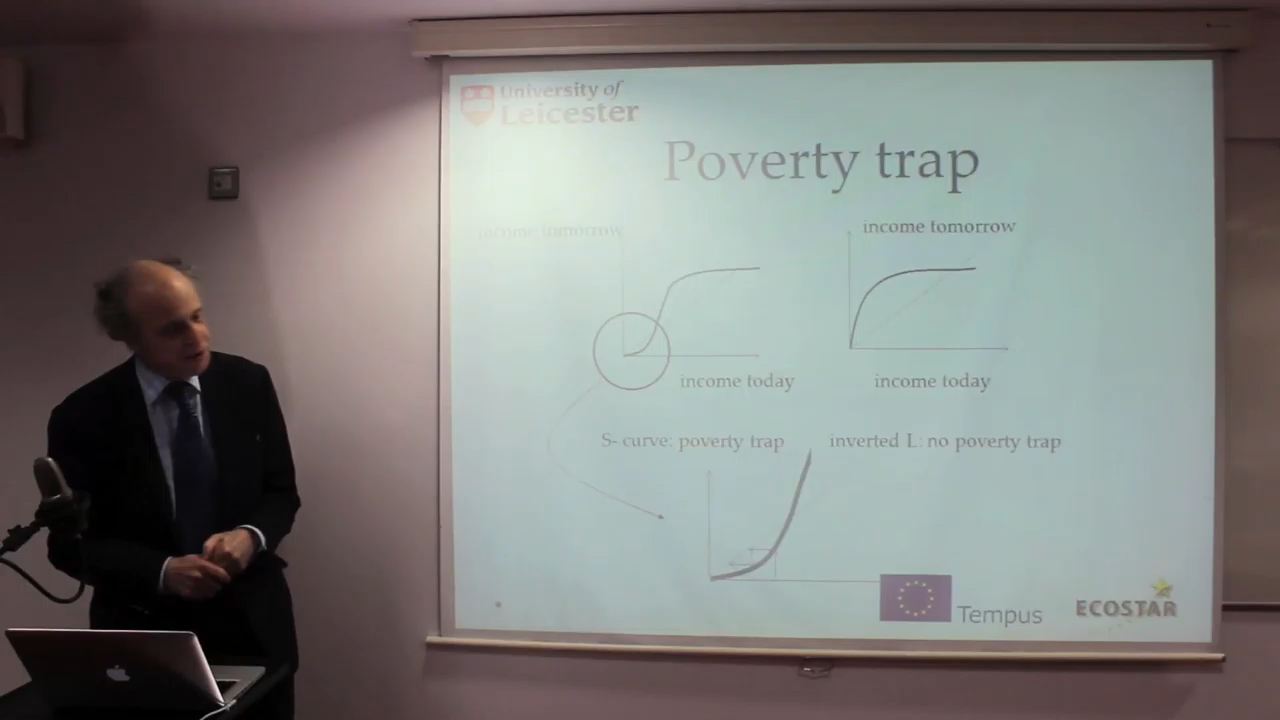 University of
Leicester
Poverty trap
income tomorrow
income tomorrow
income today
income today
S- curve: poverty trap
inverted L: no poverty trap
Tempus
ECOSTAR